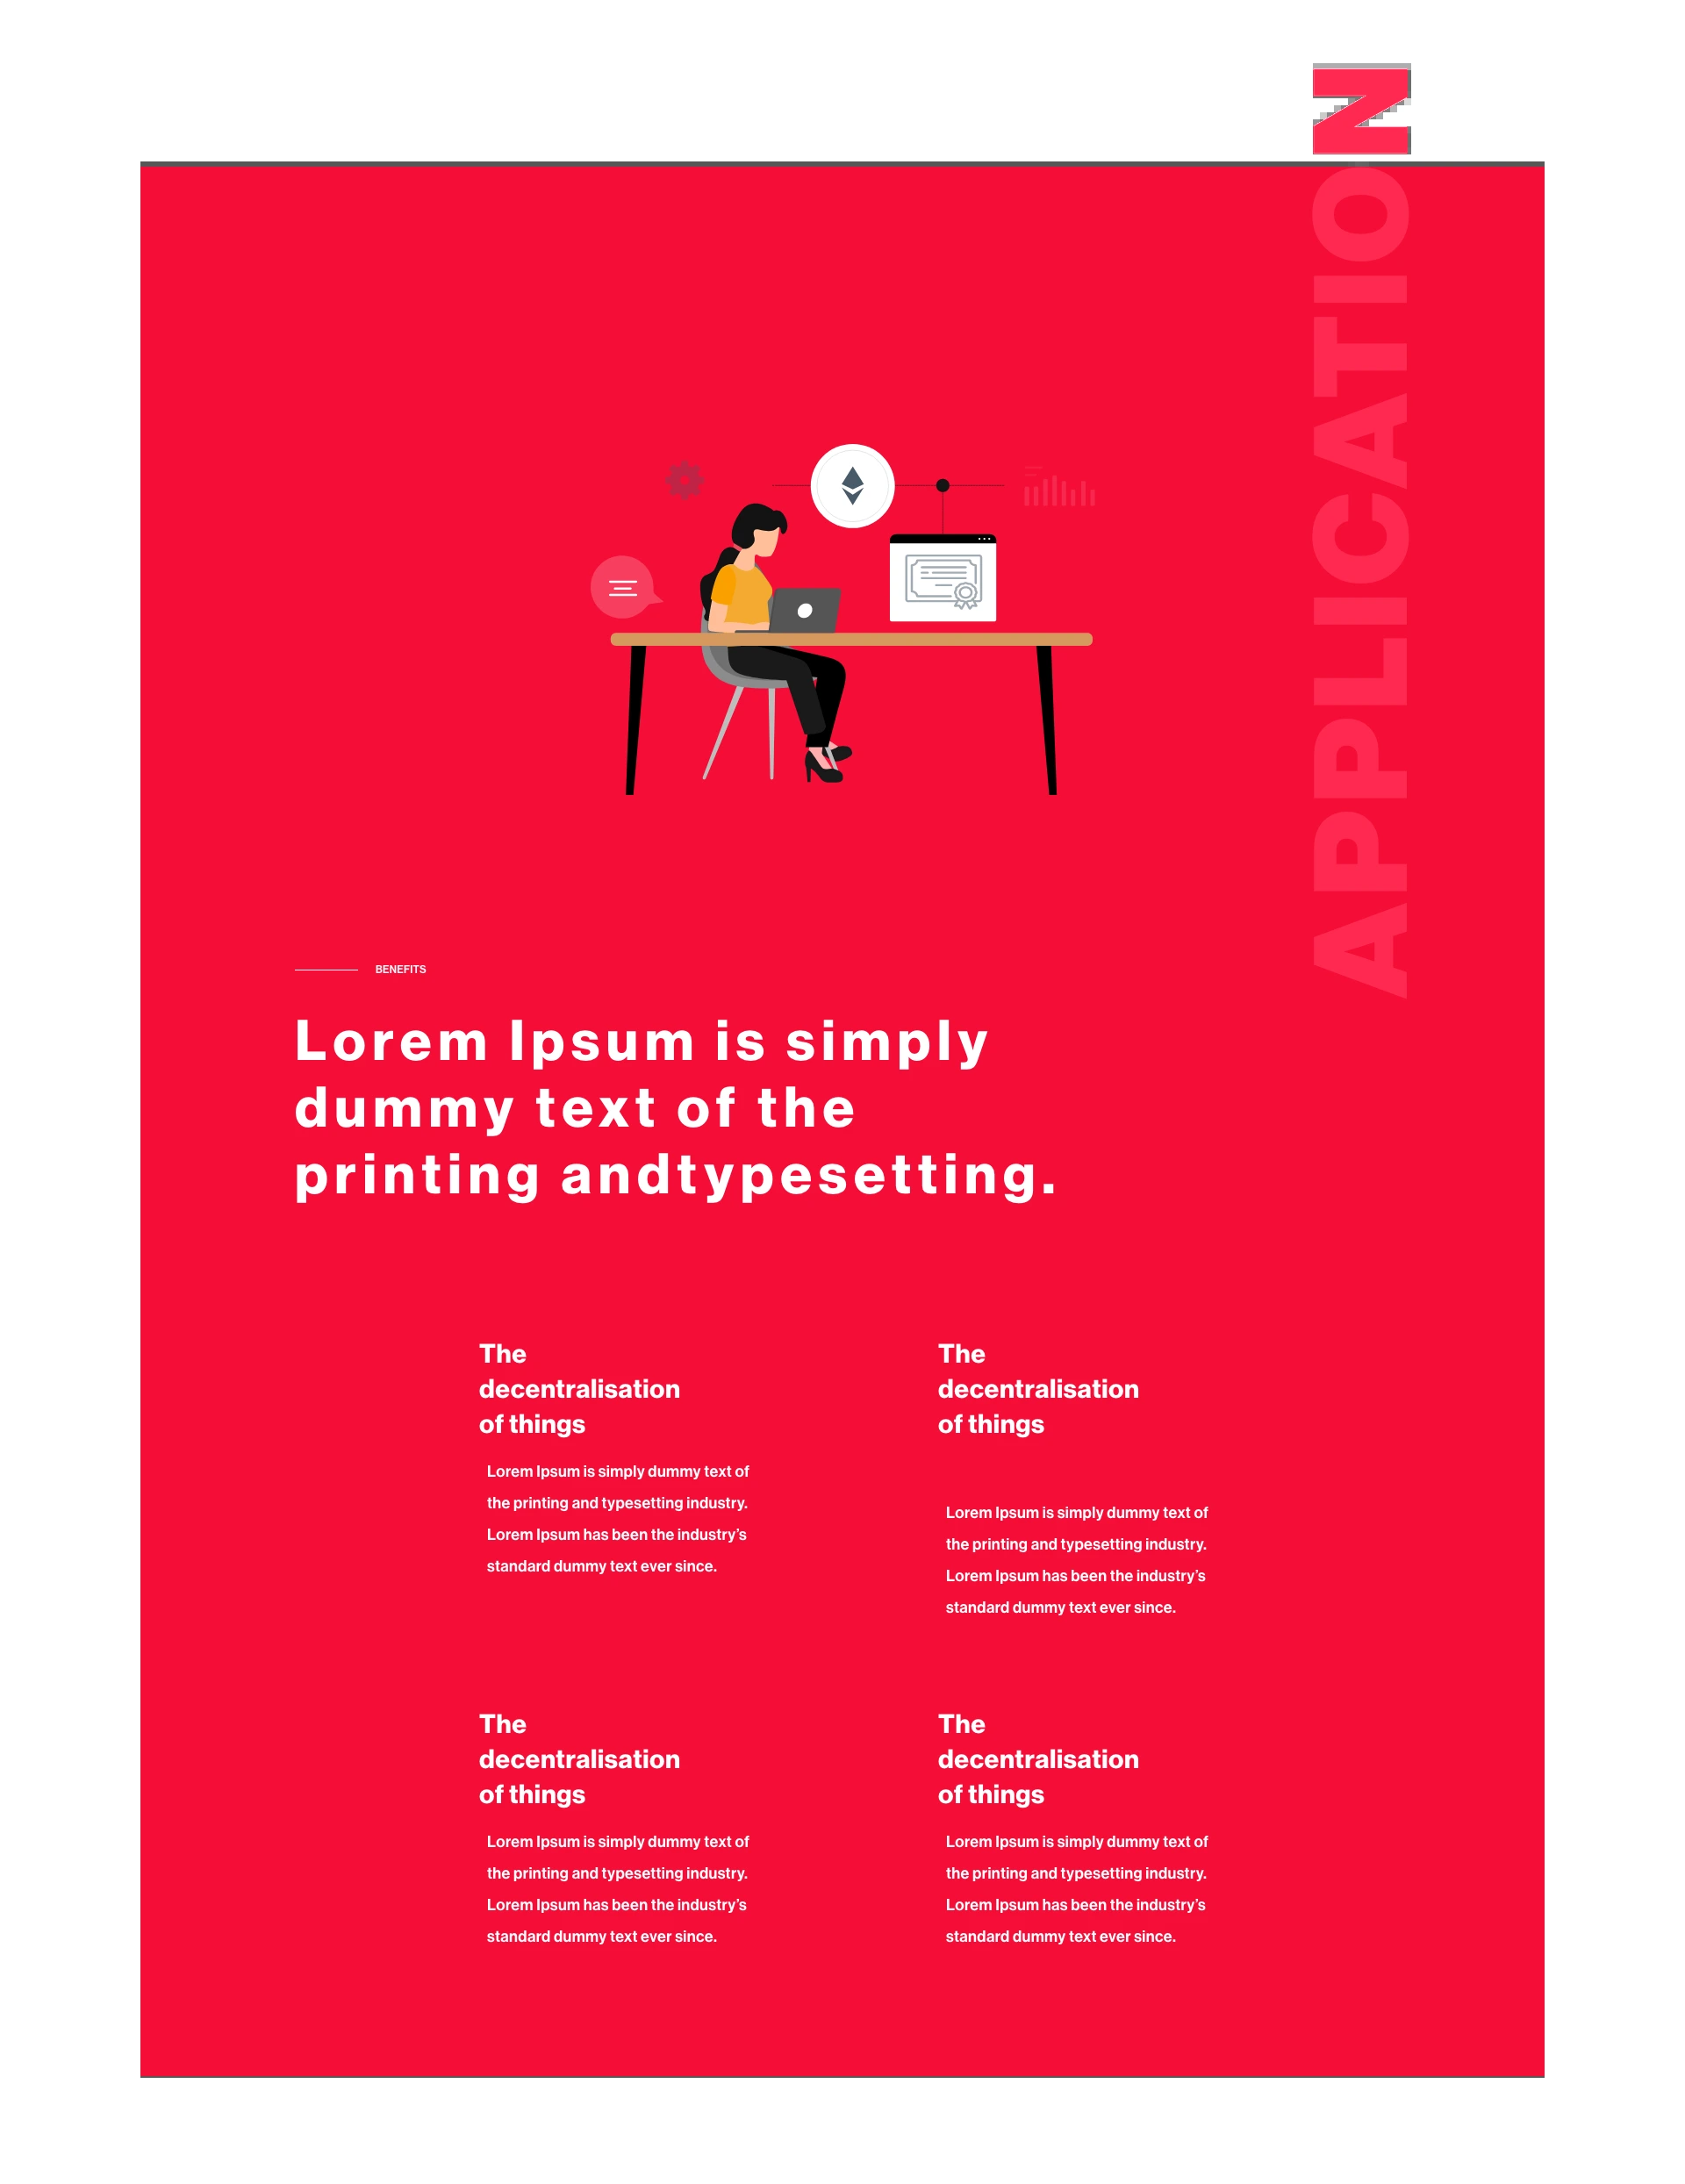 APPLICATION
BENEFITS
Lorem Ipsum is simply
dummy text of the
printing andtypesetting.
The
decentralisation
of things
Lorem Ipsum is simply dummy text of
the printing and typesetting industry.
Lorem Ipsum has been the industry’s
standard dummy text ever since.
The
decentralisation
of things
Lorem Ipsum is simply dummy text of
the printing and typesetting industry.
Lorem Ipsum has been the industry’s
standard dummy text ever since.
The
decentralisation
of things
Lorem Ipsum is simply dummy text of
the printing and typesetting industry.
Lorem Ipsum has been the industry’s
standard dummy text ever since.
The
decentralisation
of things
Lorem Ipsum is simply dummy text of
the printing and typesetting industry.
Lorem Ipsum has been the industry’s
standard dummy text ever since.